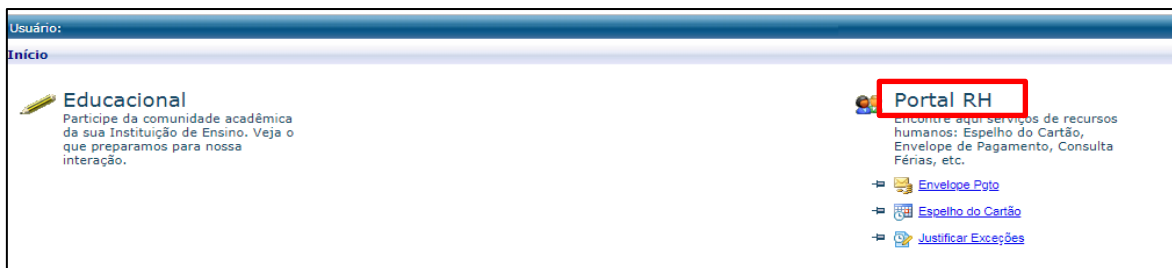 Usuário:
Início
Educacional
Participe da comunidade acadêmica
da sua Instituição de Ensino. Veja o
que preparamos para nossa
interação.
Portal RH
Encontre aqui serviços de recursos
humanos: Espelho do Cartão,
Envelope de Pagamento, Consulta
Férias, etc.
Envelope Pgto
Espelho do Cartão
Justificar Exceções